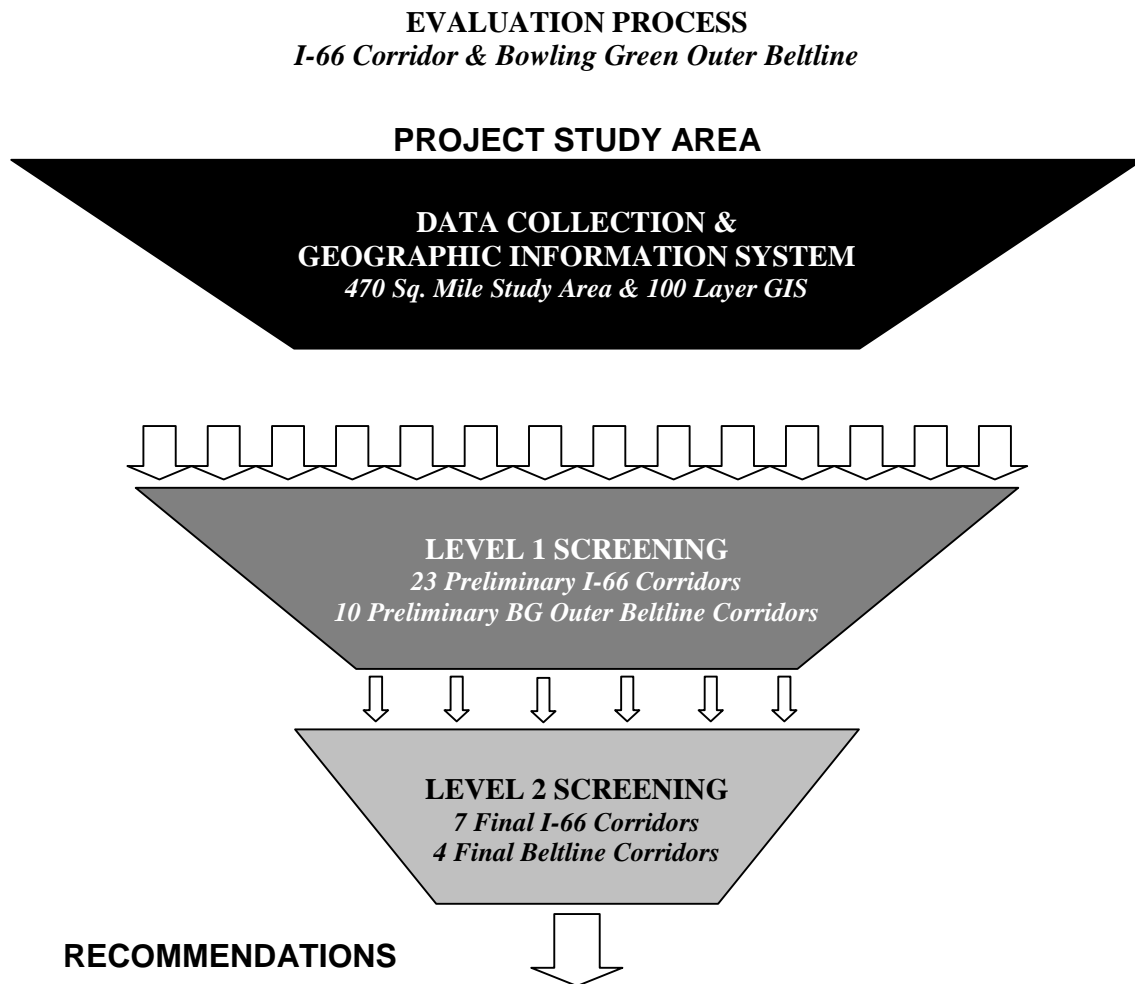 EVALUATION PROCESS
I-66 Corridor & Bowling Green Outer Beltline
PROJECT STUDY AREA
DATA COLLECTION &
GEOGRAPHIC INFORMATION SYSTEM
470 Sq. Mile Study Area & 100 Layer GIS
LEVEL 1 SCREENING
23 Preliminary I-66 Corridors
10 Preliminary BG Outer Beltline Corridors
LEVEL 2 SCREENING
7 Final I-66 Corridors
4 Final Beltline Corridors
RECOMMENDATIONS